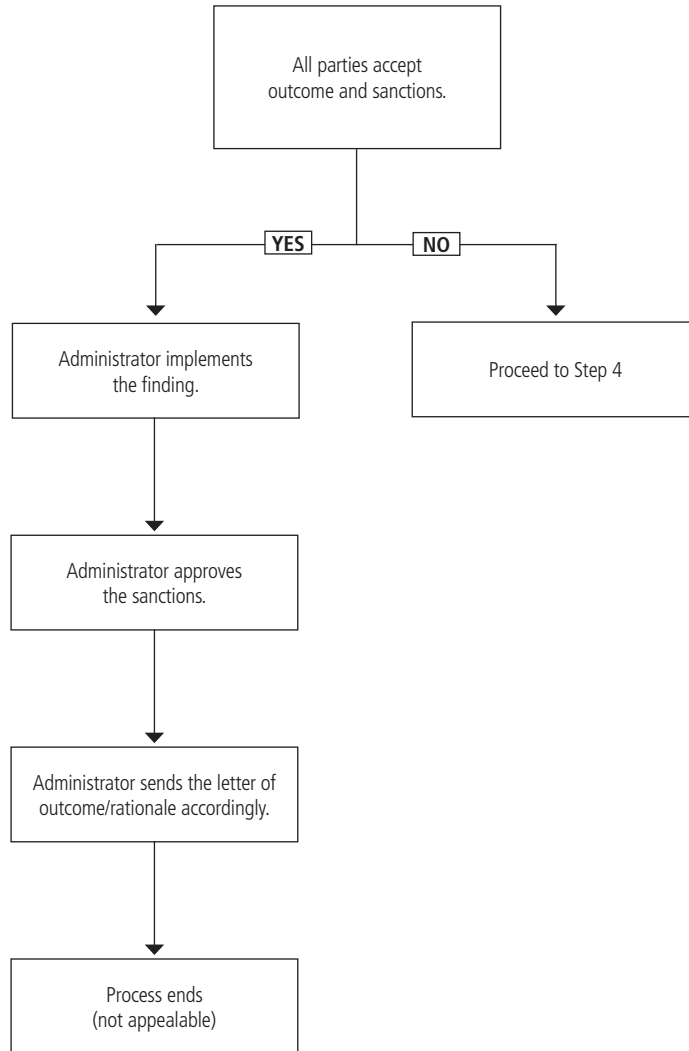 All parties accept
outcome and sanctions.
YES
NO
Administrator implements
the finding.
Proceed to Step 4
Administrator approves
the sanctions.
Administrator sends the letter of
outcome/rationale accordingly.
Process ends
(not appealable)